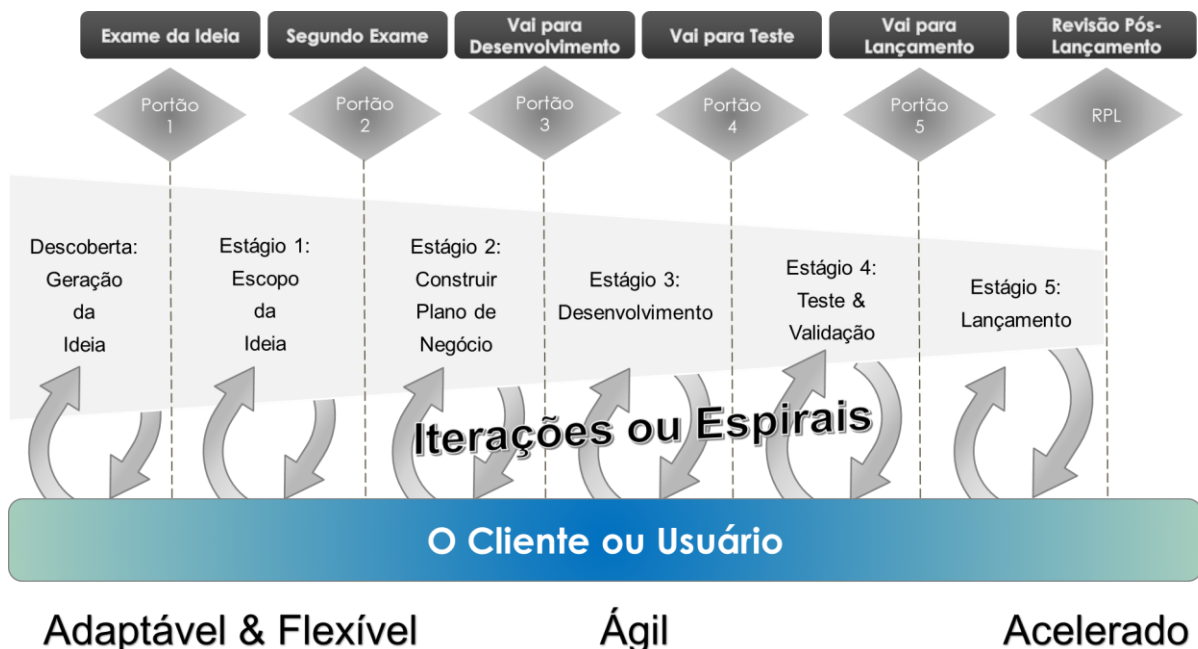 Exame da Ideia
Segundo Exame
Vai para
Desenvolvimento
Vai para Teste
Vai para
Lançamento
Revisão Pós-
Lançamento
Portão
1
Portão
2
Portão
3
Portão
4
Portão
5
RPL
Descoberta:
Geração
da
Ideia
Estágio 1:
Escopo
da
Ideia
Estágio 2:
Construir
Plano de
Negócio
Estágio 3:
Desenvolvimento
Estágio 4:
Teste &
Validação
Estágio 5:
Lançamento
Iterações ou Espirais
O Cliente ou Usuário
Adaptável & Flexível
Ágil
Acelerado